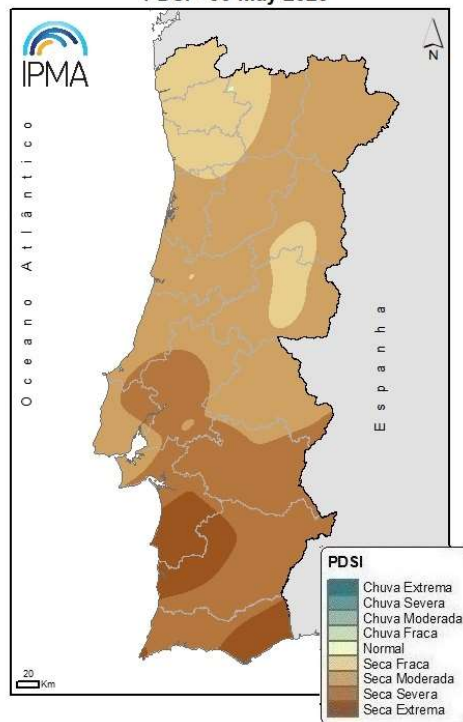 IPMA
N
Oceano Atlântico
Espanha
PDSI
Chuva Extrema
Chuva Severa
Chuva Moderada
Chuva Fraca
Normal
Seca Fraca
Seca Moderada
Seca Severa
Seca Extrema
20
Km